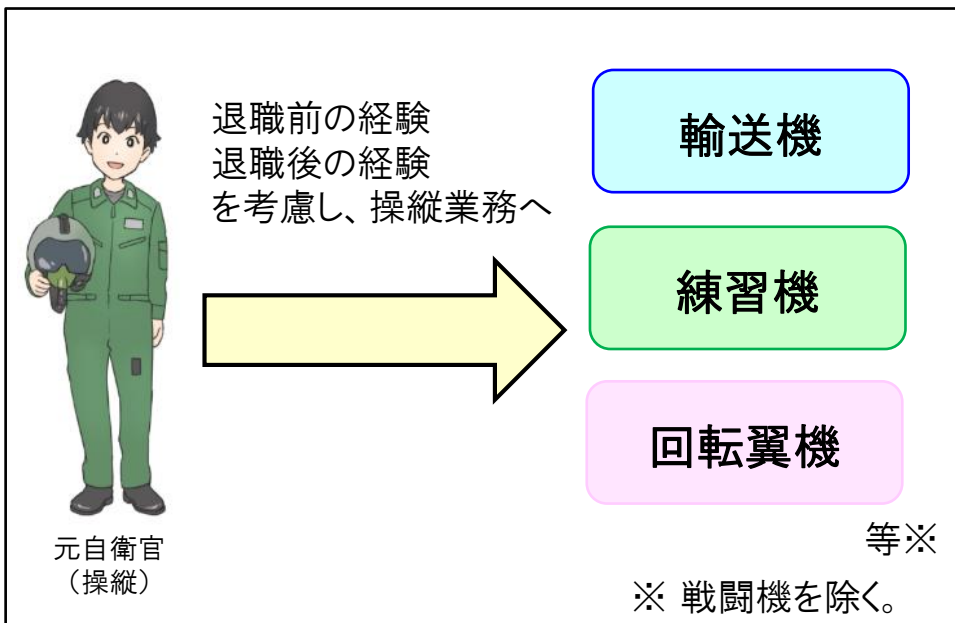 退職前の経験
退職後の経験
を考慮し、操縦業務へ
輸送機
練習機
回転翼機
等※
※ 戦闘機を除く。
元自衛官
（操縦）